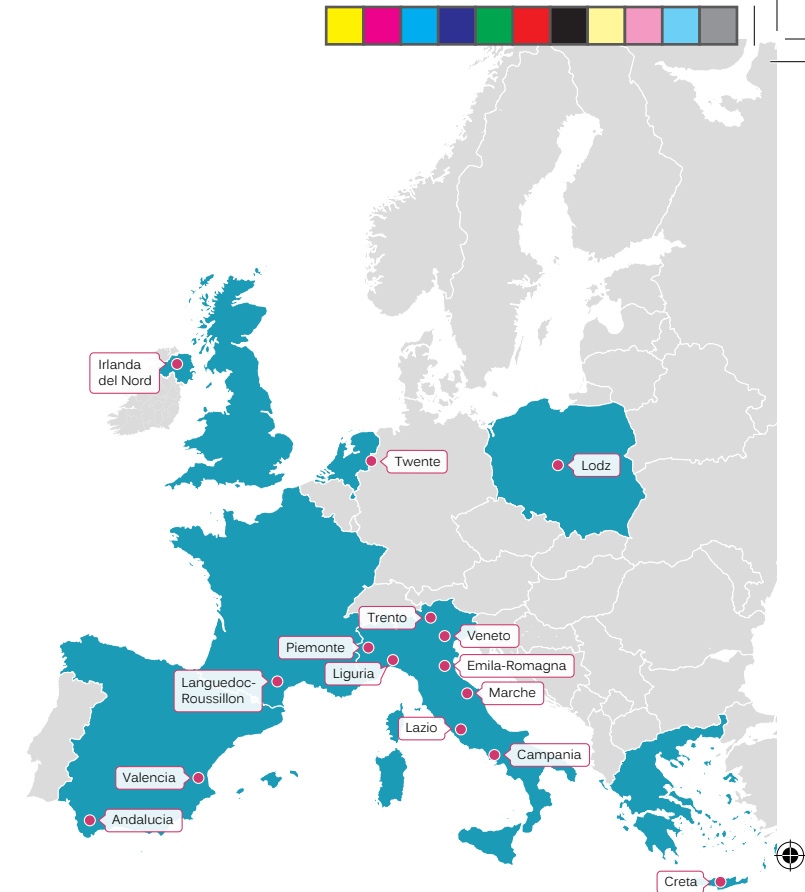 Irlanda
del Nord
Twente
Lodz
Trento
Veneto
Piemonte
Emila-Romagna
Liguria
Languedoc-
Roussillon
Marche
Lazio
Campania
Valencia
Andalucia
Creta